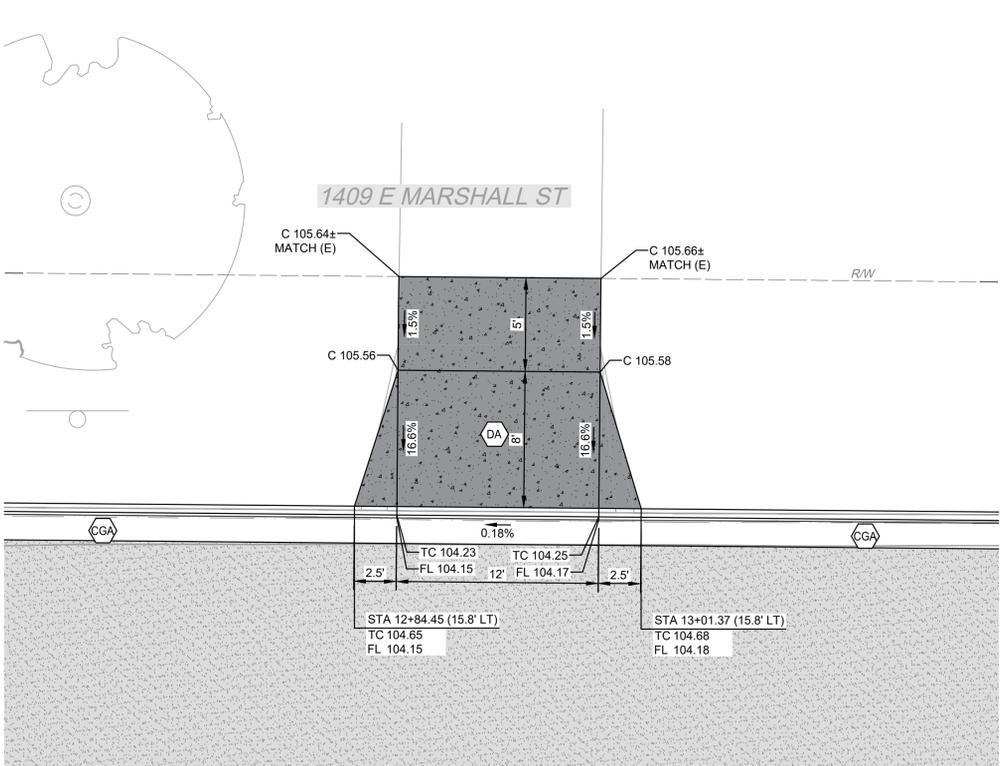 1409 E MARSHALL ST
C 105.64±
MATCH (E)
C 105.66±
MATCH (E)
R/W
1.5%
5'
1.5%
C 105.56
C 105.58
16.6%
DA
8'
16.6%
CGA
0.18%
CGA
TC 104.23
TC 104.25
FL 104.15
FL 104.17
2.5'
12'
2.5'
STA 12+84.45 (15.8' LT)
TC 104.65
FL 104.15
STA 13+01.37 (15.8' LT)
TC 104.68
FL 104.18